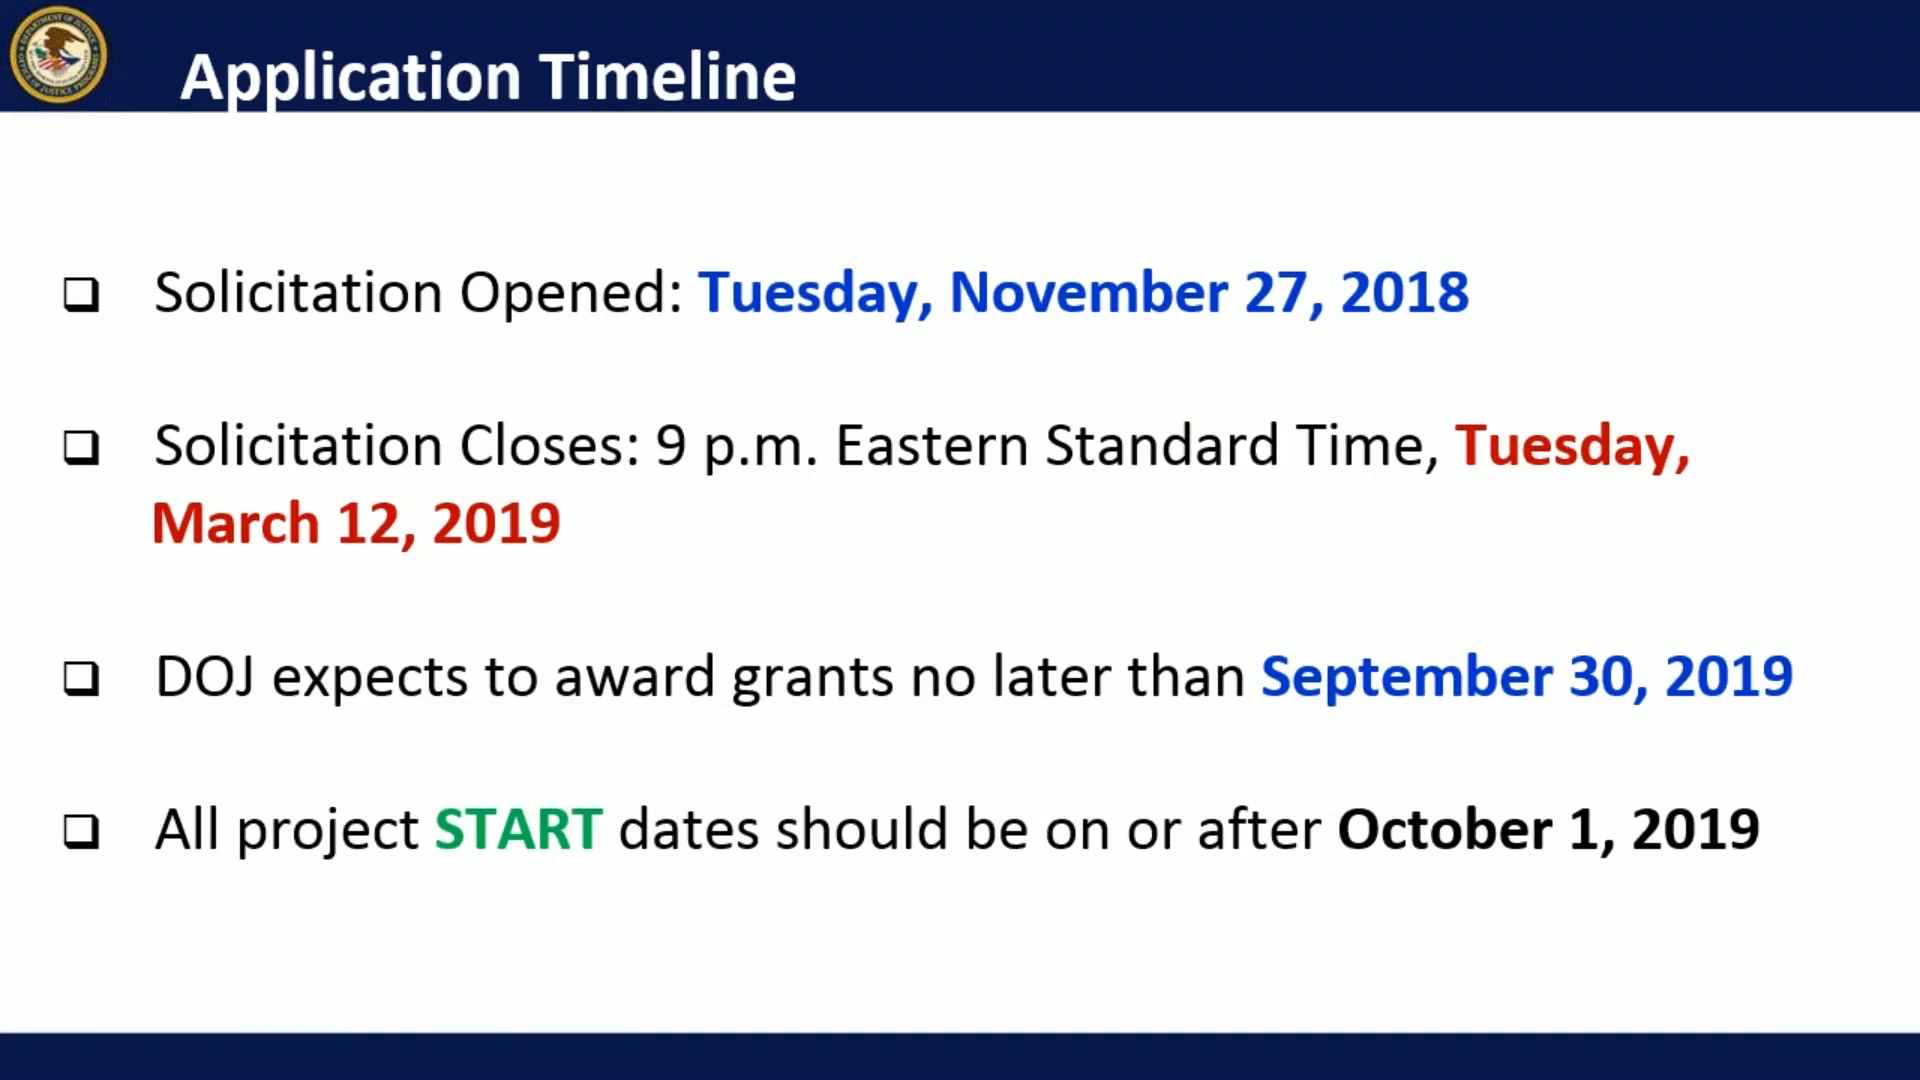 Application Timeline
Solicitation Opened: Tuesday, November 27, 2018
Solicitation Closes: 9 p.m. Eastern Standard Time, Tuesday,
March 12, 2019
DOJ expects to award grants no later than September 30, 2019
All project START dates should be on or after October 1, 2019